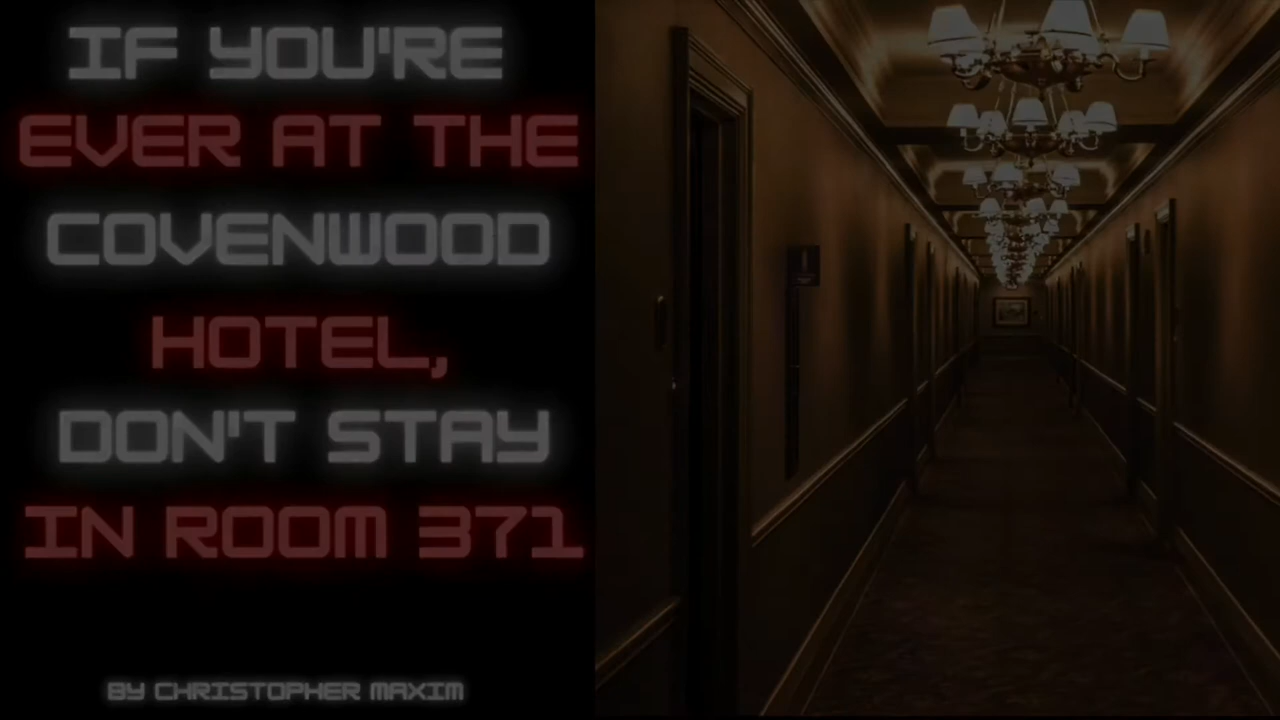 IF YOU'RE
EVER AT THE
COVENWOOD
HOTEL,
DON'T STAY
IN ROOM 371
BY CHRISTOPHER MAXIM